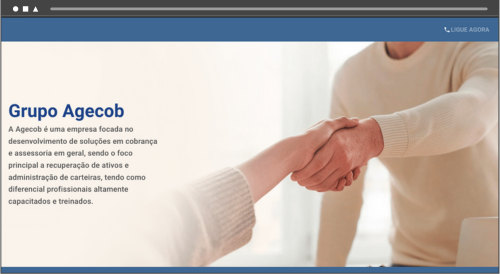 LIGUE AGORA
Grupo Agecob
A Agecob é uma empresa focada no
desenvolvimento de soluções em cobrança
e assessoria em geral, sendo o foco
principal a recuperação de ativos e
administração de carteiras, tendo como
diferencial profissionais altamente
capacitados e treinados.